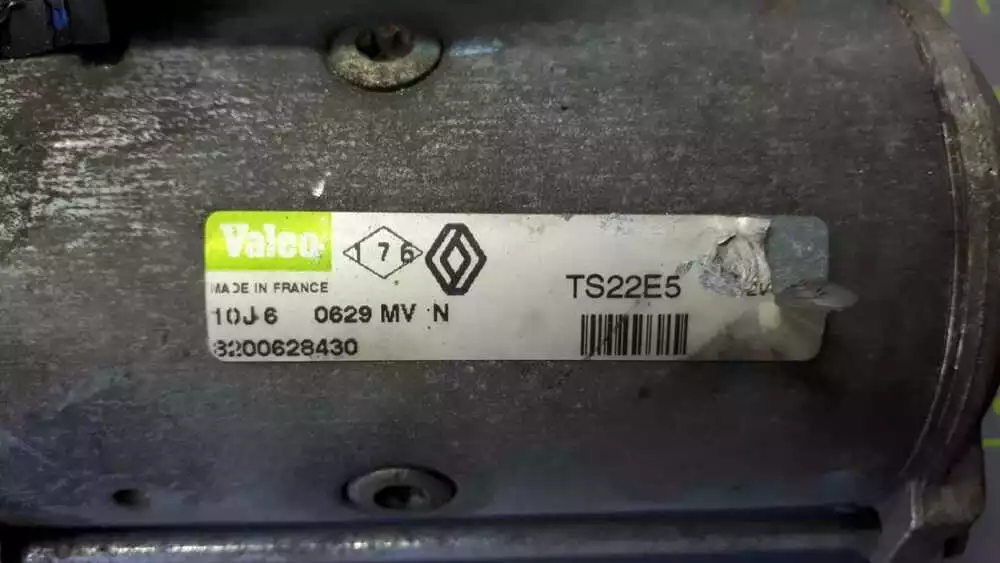 Valeo
176
MADE IN FRANCE
TS22E5
10J6 0629 MV N
8200628430